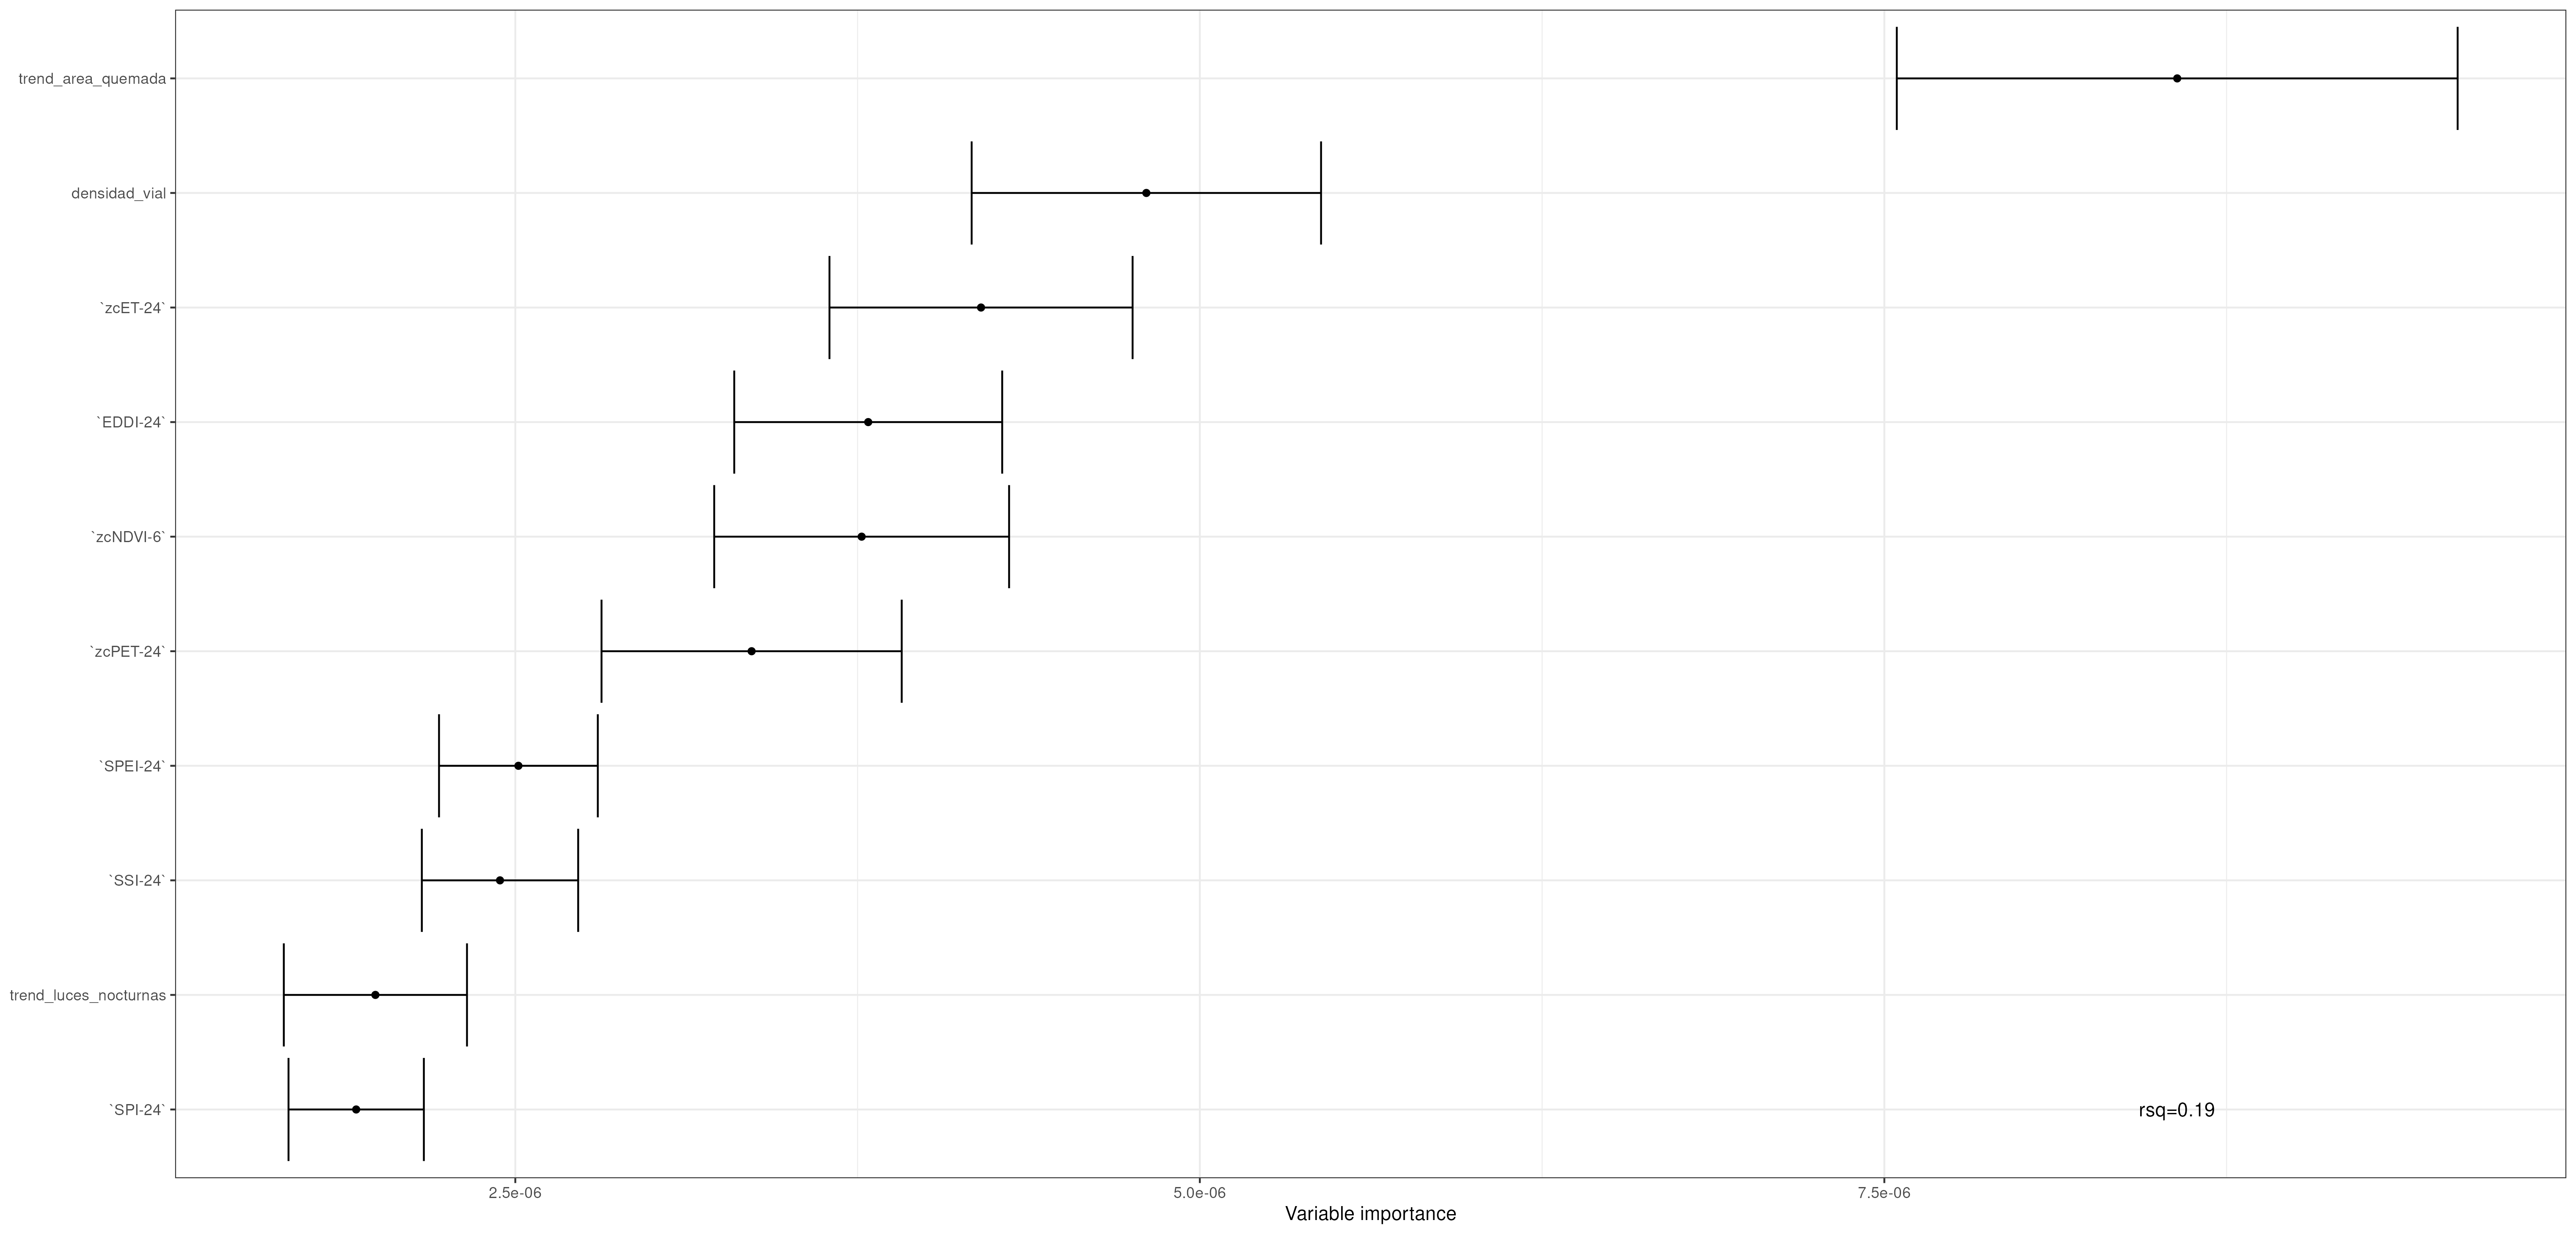 trend_area_quemada
densidad_vial
`zcET-24`
`EDDI-24`
`zcNDVI-6`
`zcPET-24`
`SPEI-24`
`SSI-24`
trend_luces_nocturnas
`SPI-24`
rsq=0.19
2.5e-06
5.0e-06
7.5e-06
Variable importance